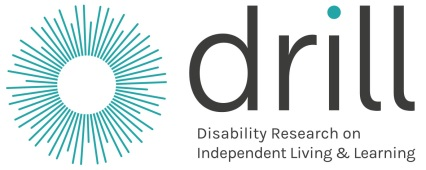 drill
Disability Research on
Independent Living & Learning